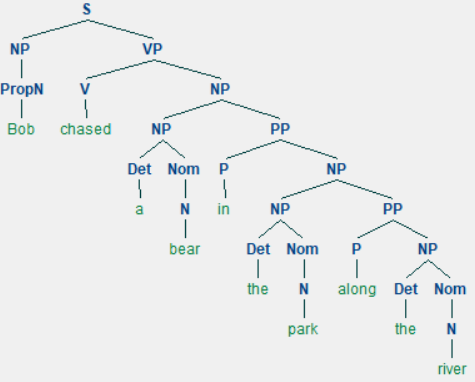 S
NP VP
PropN V NP
Bob chased NP PP
Det Nom P NP
a N in NP PP
bear Det Nom P NP
the N along Det Nom
park the N
river